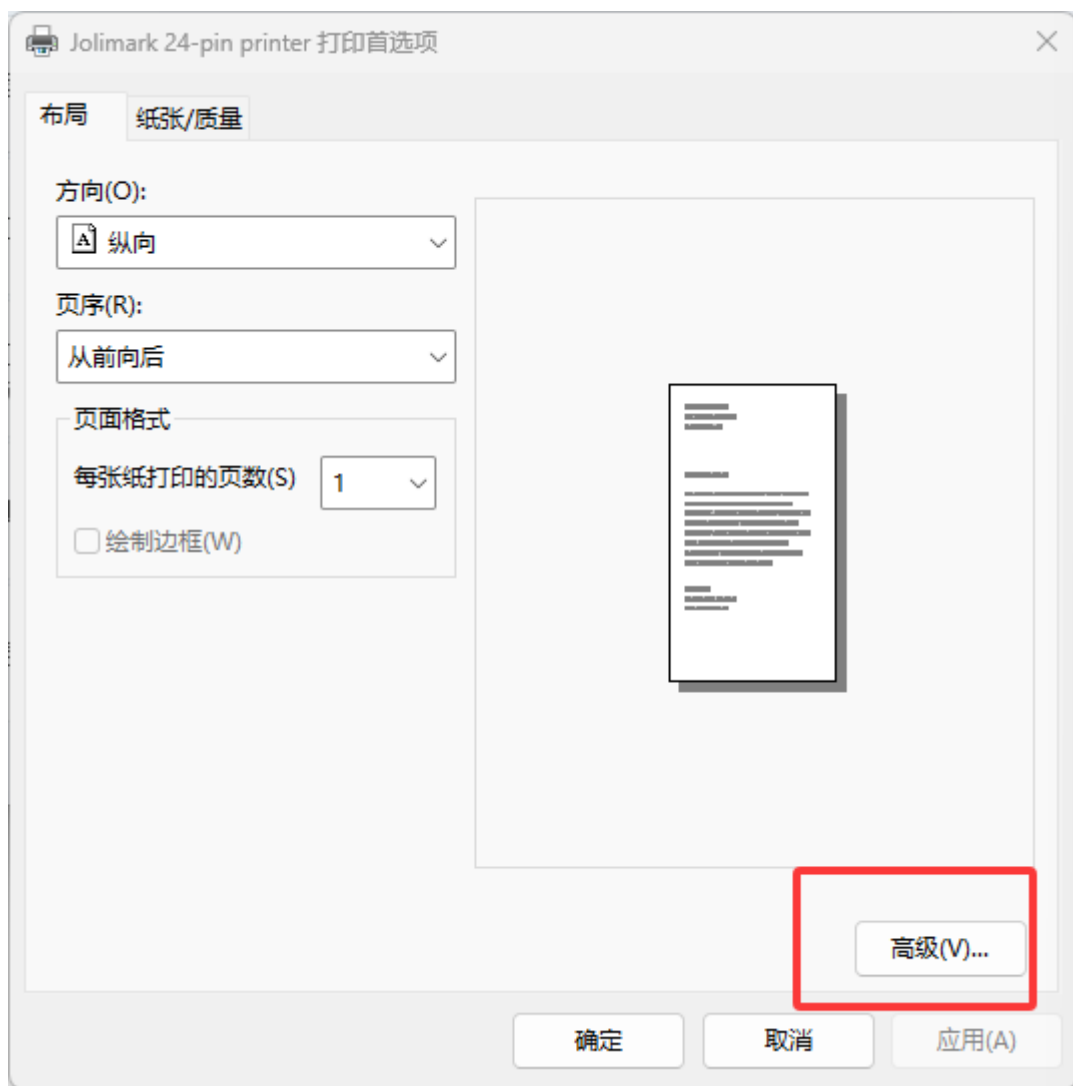 Jolimark 24-pin printer 打印首选项
布局
纸张/质量
方向(O):
纵向
页序(R):
从前向后
页面格式
每张纸打印的页数(S)
1
绘制边框(W)
高级(V)...
确定
取消
应用(A)